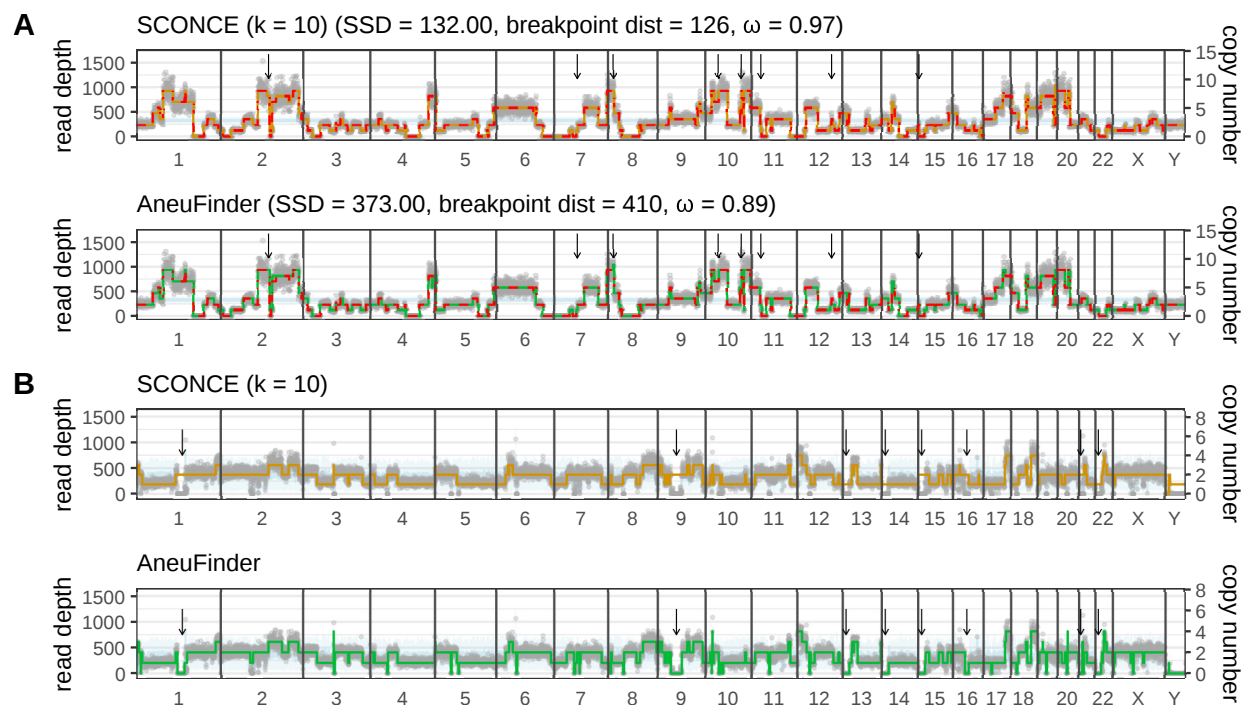 A
SCONCE (k = 10) (SSD = 132.00, breakpoint dist = 126, ω = 0.97)
read depth
1500
1000
500
0
15
10
5
0
copy number
1 2 3 4 5 6 7 8 9 10 11 12 13 14 15 16 17 18 20 22 X Y
AneuFinder (SSD = 373.00, breakpoint dist = 410, ω = 0.89)
read depth
1500
1000
500
0
15
10
5
0
copy number
1 2 3 4 5 6 7 8 9 10 11 12 13 14 15 16 17 18 20 22 X Y
B
SCONCE (k = 10)
read depth
1500
1000
500
0
8
6
4
2
0
copy number
1 2 3 4 5 6 7 8 9 10 11 12 13 14 15 16 17 18 20 22 X Y
AneuFinder
read depth
1500
1000
500
0
8
6
4
2
0
copy number
1 2 3 4 5 6 7 8 9 10 11 12 13 14 15 16 17 18 20 22 X Y